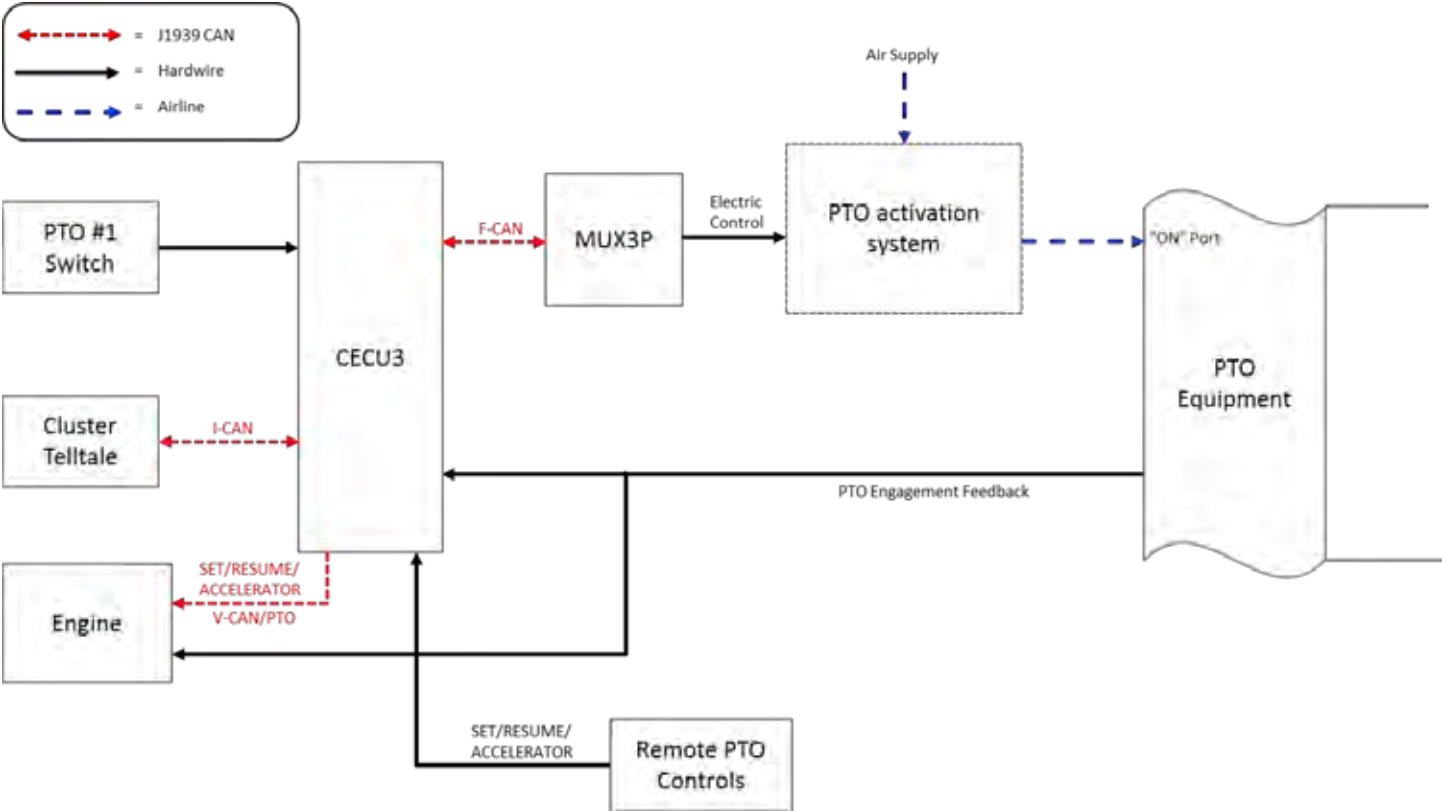 = J1939 CAN
= Hardwire
= Airline
Air Supply
PTO #1
Switch
CECU3
F-CAN
MUX3P
Electric
Control
PTO activation
system
"ON" Port
PTO
Equipment
Cluster
Telltale
I-CAN
PTO Engagement Feedback
Engine
SET/RESUME/
ACCELERATOR
V-CAN/PTO
SET/RESUME/
ACCELERATOR
Remote PTO
Controls